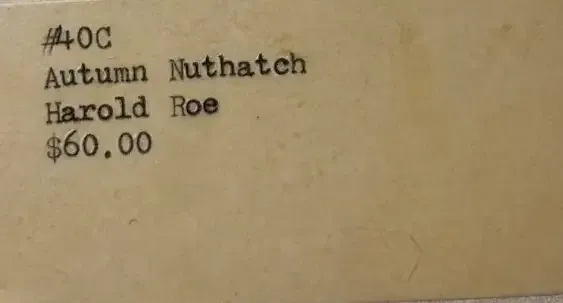 #40C
Autumn Nuthatch
Harold Roe
$60.00